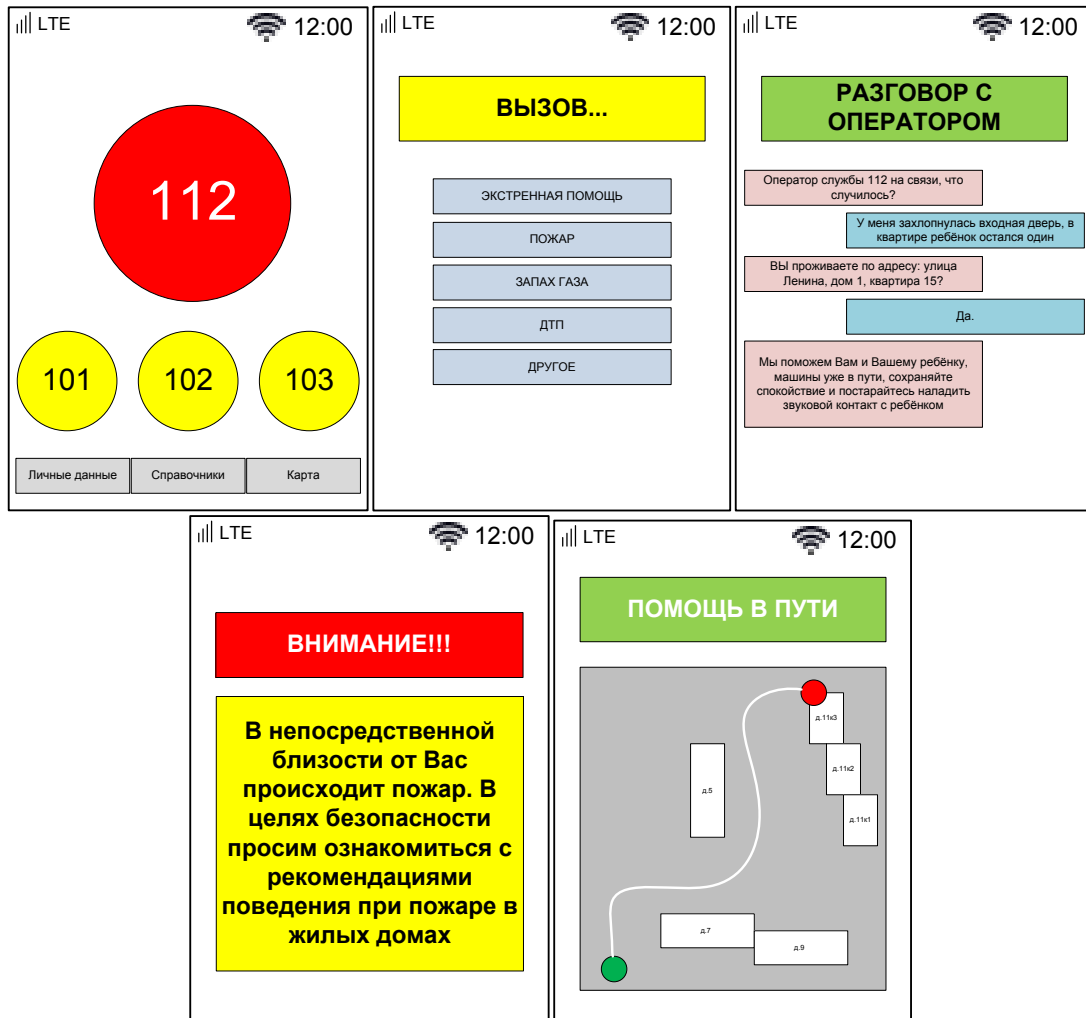 LTE 12:00
112
101 102 103
Личные данные Справочники Карта
LTE 12:00
ВЫЗОВ...
ЭКСТРЕННАЯ ПОМОЩЬ
ПОЖАР
ЗАПАХ ГАЗА
ДТП
ДРУГОЕ
LTE 12:00
РАЗГОВОР С
ОПЕРАТОРОМ
Оператор службы 112 на связи, что
случилось?
У меня захлопнулась входная дверь, в
квартире ребёнок остался один
ВЫ проживаете по адресу: улица
Ленина, дом 1, квартира 15?
Да.
Мы поможем Вам и Вашему ребёнку,
машины уже в пути, сохраняйте
спокойствие и постарайтесь наладить
звуковой контакт с ребёнком
LTE 12:00
ВНИМАНИЕ!!!
В непосредственной
близости от Вас
происходит пожар. В
целях безопасности
просим ознакомиться с
рекомендациями
поведения при пожаре в
жилых домах
LTE 12:00
ПОМОЩЬ В ПУТИ
д.11к3
д.11к2
д.5
д.11к1
д.7
д.9